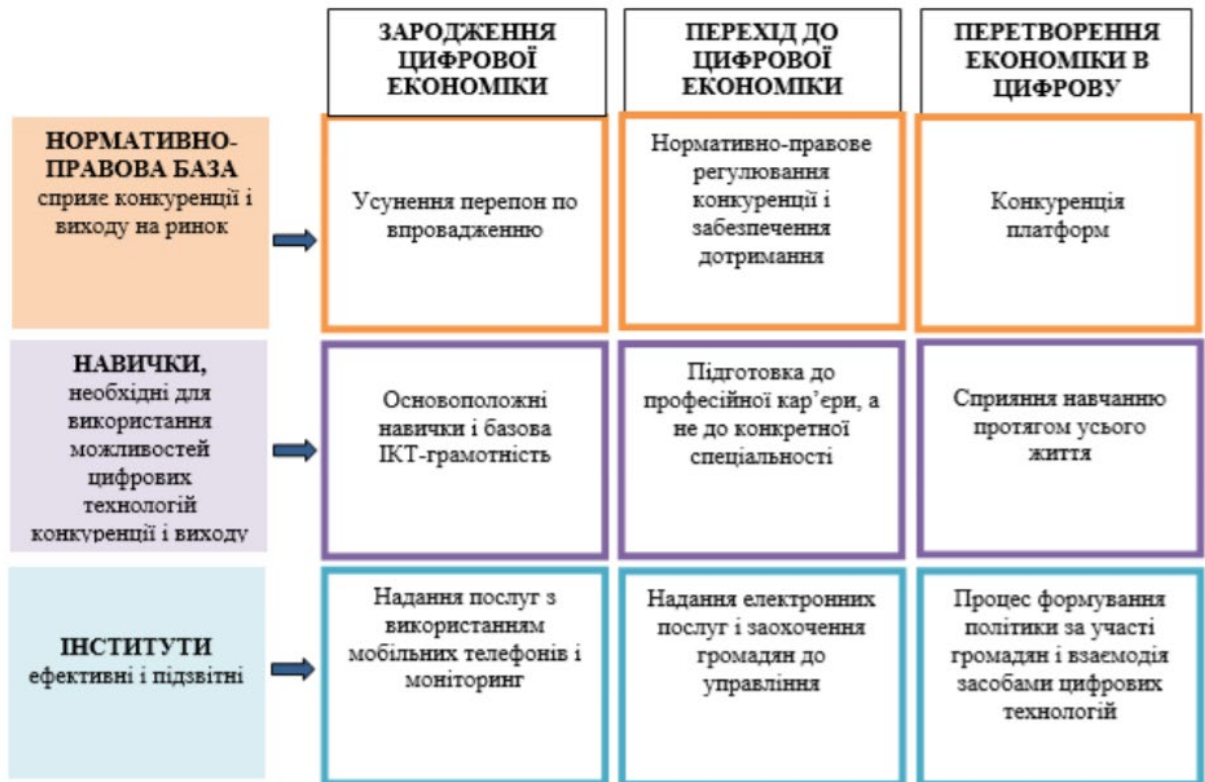 ЗАРОДЖЕННЯ
ЦИФРОВОЇ
ЕКОНОМІКИ
ПЕРЕХІД ДО
ЦИФРОВОЇ
ЕКОНОМІКИ
ПЕРЕТВОРЕННЯ
ЕКОНОМІКИ В
ЦИФРОВУ
НОРМАТИВНО-
ПРАВОВА БАЗА
сприяє конкуренції і
виходу на ринок
Усунення перепон по
впровадженню
Нормативно-правове
регулювання
конкуренції і
забезпечення
дотримання
Конкуренція
платформ
НАВИЧКИ,
необхідні для
використання
можливостей
цифрових
технологій
конкуренції і виходу
Основоположні
навички і базова
ІКТ-грамотність
Підготовка до
професійної кар’єри, а
не до конкретної
спеціальності
Сприяння навчанню
протягом усього
життя
ІНСТИТУТИ
ефективні і підзвітні
Надання послуг з
використанням
мобільних телефонів і
моніторинг
Надання електронних
послуг і заохочення
громадян до
управління
Процес формування
політики за участі
громадян і взаємодія
засобами цифрових
технологій